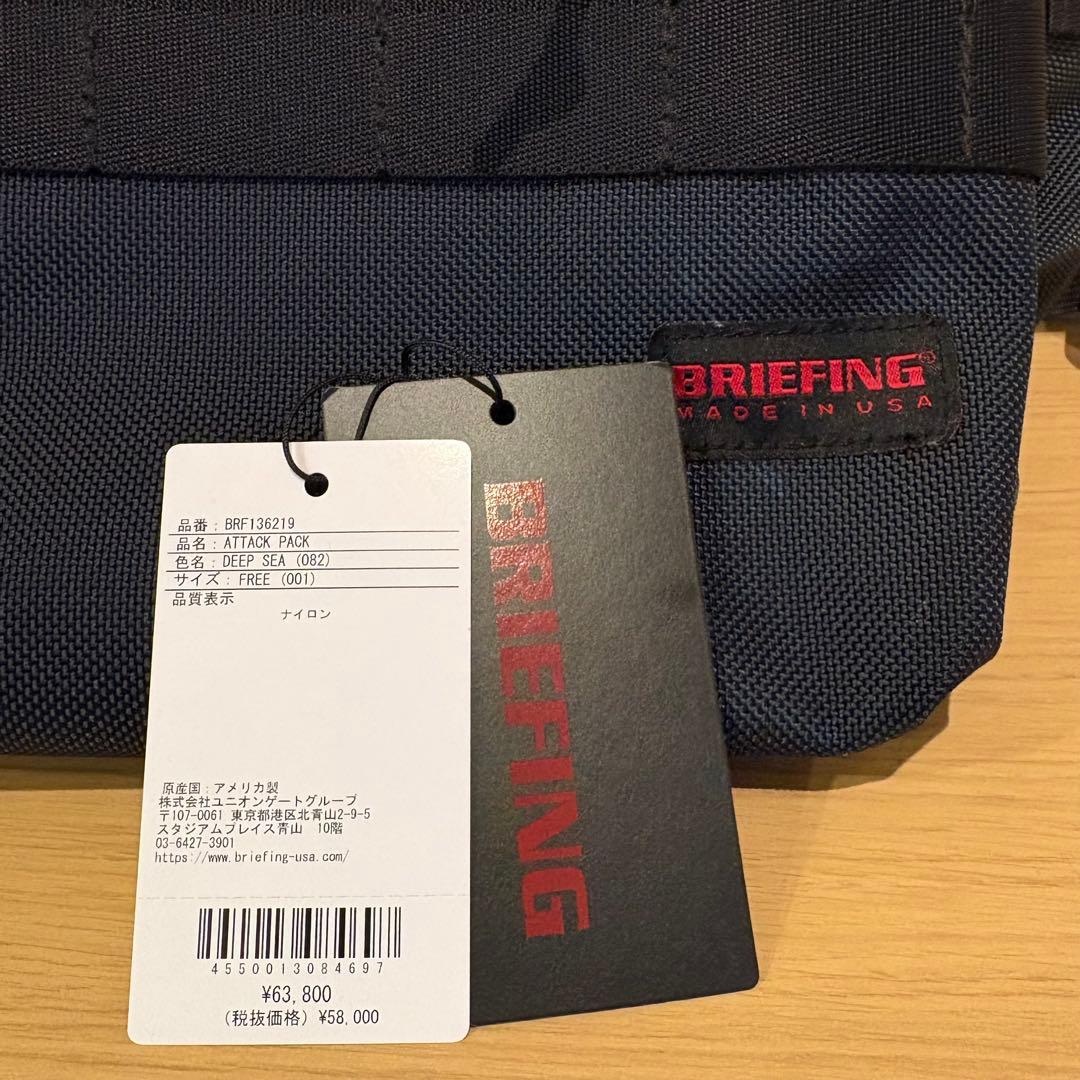 BRIEFING®
MADE IN USA
BRIEFING
品番：BRF136219
品名：ATTACK PACK
色名：DEEP SEA (082)
サイズ：FREE (001)
品質表示
ナイロン
原産国：アメリカ製
株式会社ユニオンゲートグループ
〒107-0061 東京都港区北青山2-9-5
スタジアムプレイス青山 10階
03-6427-3901
https://www.briefing-usa.com/
4550013084697
¥63,800
(税抜価格) ¥58,000